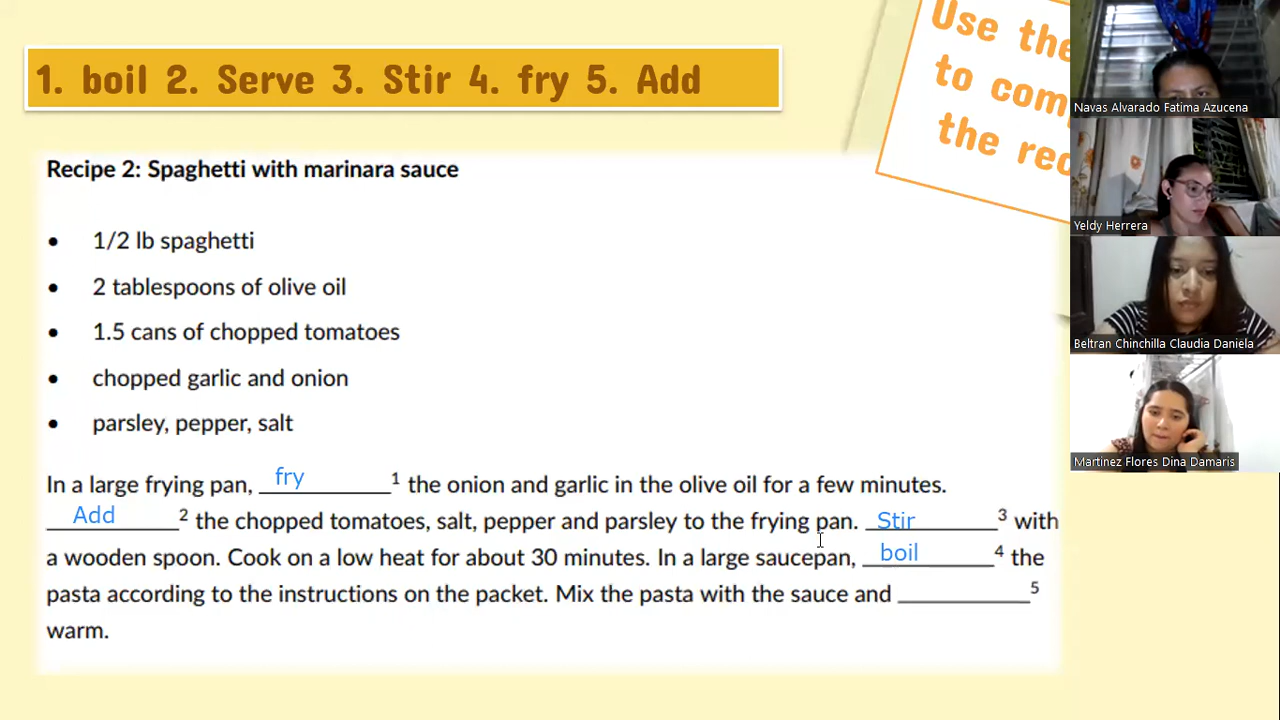 1. boil 2. Serve 3. Stir 4. fry 5. Add
Use the
to com
the rec
Navas Alvarado Fatima Azucena
Yeldy Herrera
Beltran Chinchilla Claudia Daniela
Martinez Flores Dina Damaris
Recipe 2: Spaghetti with marinara sauce
• 1/2 lb spaghetti
• 2 tablespoons of olive oil
• 1.5 cans of chopped tomatoes
• chopped garlic and onion
• parsley, pepper, salt
In a large frying pan, fry 1 the onion and garlic in the olive oil for a few minutes.
Add 2 the chopped tomatoes, salt, pepper and parsley to the frying pan. Stir 3 with
a wooden spoon. Cook on a low heat for about 30 minutes. In a large saucepan, boil 4 the
pasta according to the instructions on the packet. Mix the pasta with the sauce and ____________ 5
warm.